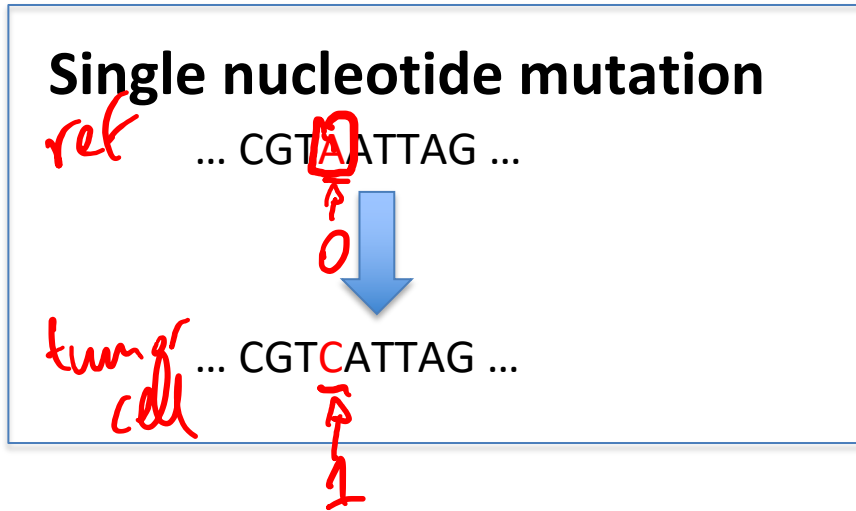 Single nucleotide mutation
ref ... CGTAATTAG ...
0
tumor ... CGTCATTAG ...
cell
1